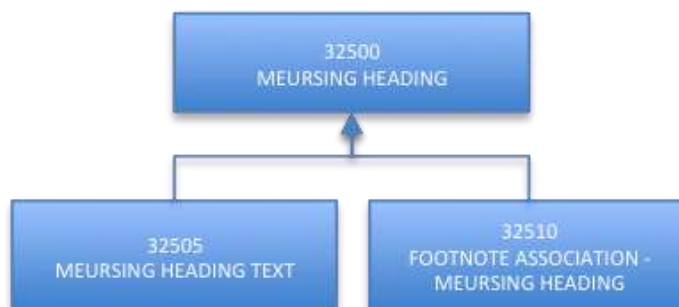 32500
MEURSING HEADING
32505
MEURSING HEADING TEXT
32510
FOOTNOTE ASSOCIATION -
MEURSING HEADING